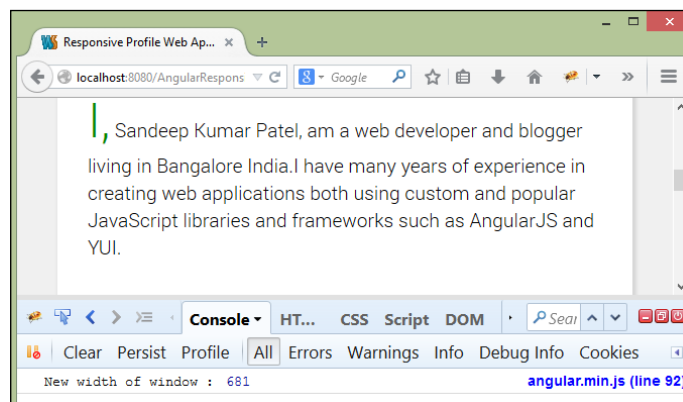 Responsive Profile Web Ap...
localhost:8080/AngularRespons
Google
I, Sandeep Kumar Patel, am a web developer and blogger
living in Bangalore India.I have many years of experience in
creating web applications both using custom and popular
JavaScript libraries and frameworks such as AngularJS and
YUI.
Console HT... CSS Script DOM Sear
Clear Persist Profile All Errors Warnings Info Debug Info Cookies
New width of window : 681 angular.min.js (line 92)